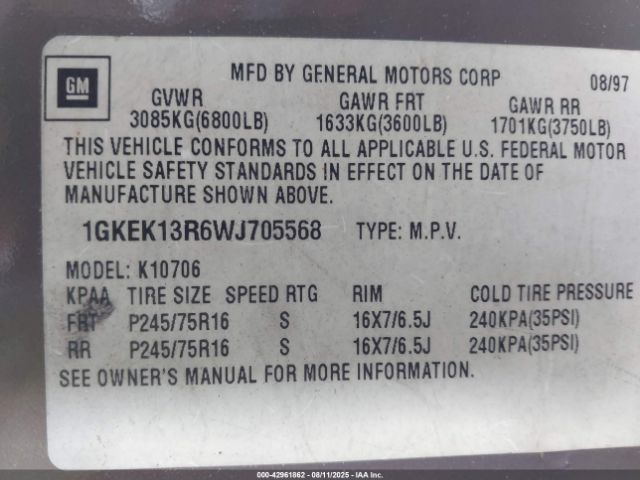 GM
MFD BY GENERAL MOTORS CORP 08/97
GVWR GAWR FRT GAWR RR
3085KG(6800LB) 1633KG(3600LB) 1701KG(3750LB)
THIS VEHICLE CONFORMS TO ALL APPLICABLE U.S. FEDERAL MOTOR
VEHICLE SAFETY STANDARDS IN EFFECT ON THE DATE OF
MANUFACTURE SHOWN ABOVE.
1GKEK13R6WJ705568 TYPE: M.P.V.
MODEL: K10706
KPAA TIRE SIZE SPEED RTG RIM COLD TIRE PRESSURE
FRT P245/75R16 S 16X7/6.5J 240KPA(35PSI)
RR P245/75R16 S 16X7/6.5J 240KPA(35PSI)
SEE OWNER'S MANUAL FOR MORE INFORMATION.
000-42961862 - 08/11/2025 - IAAI.com